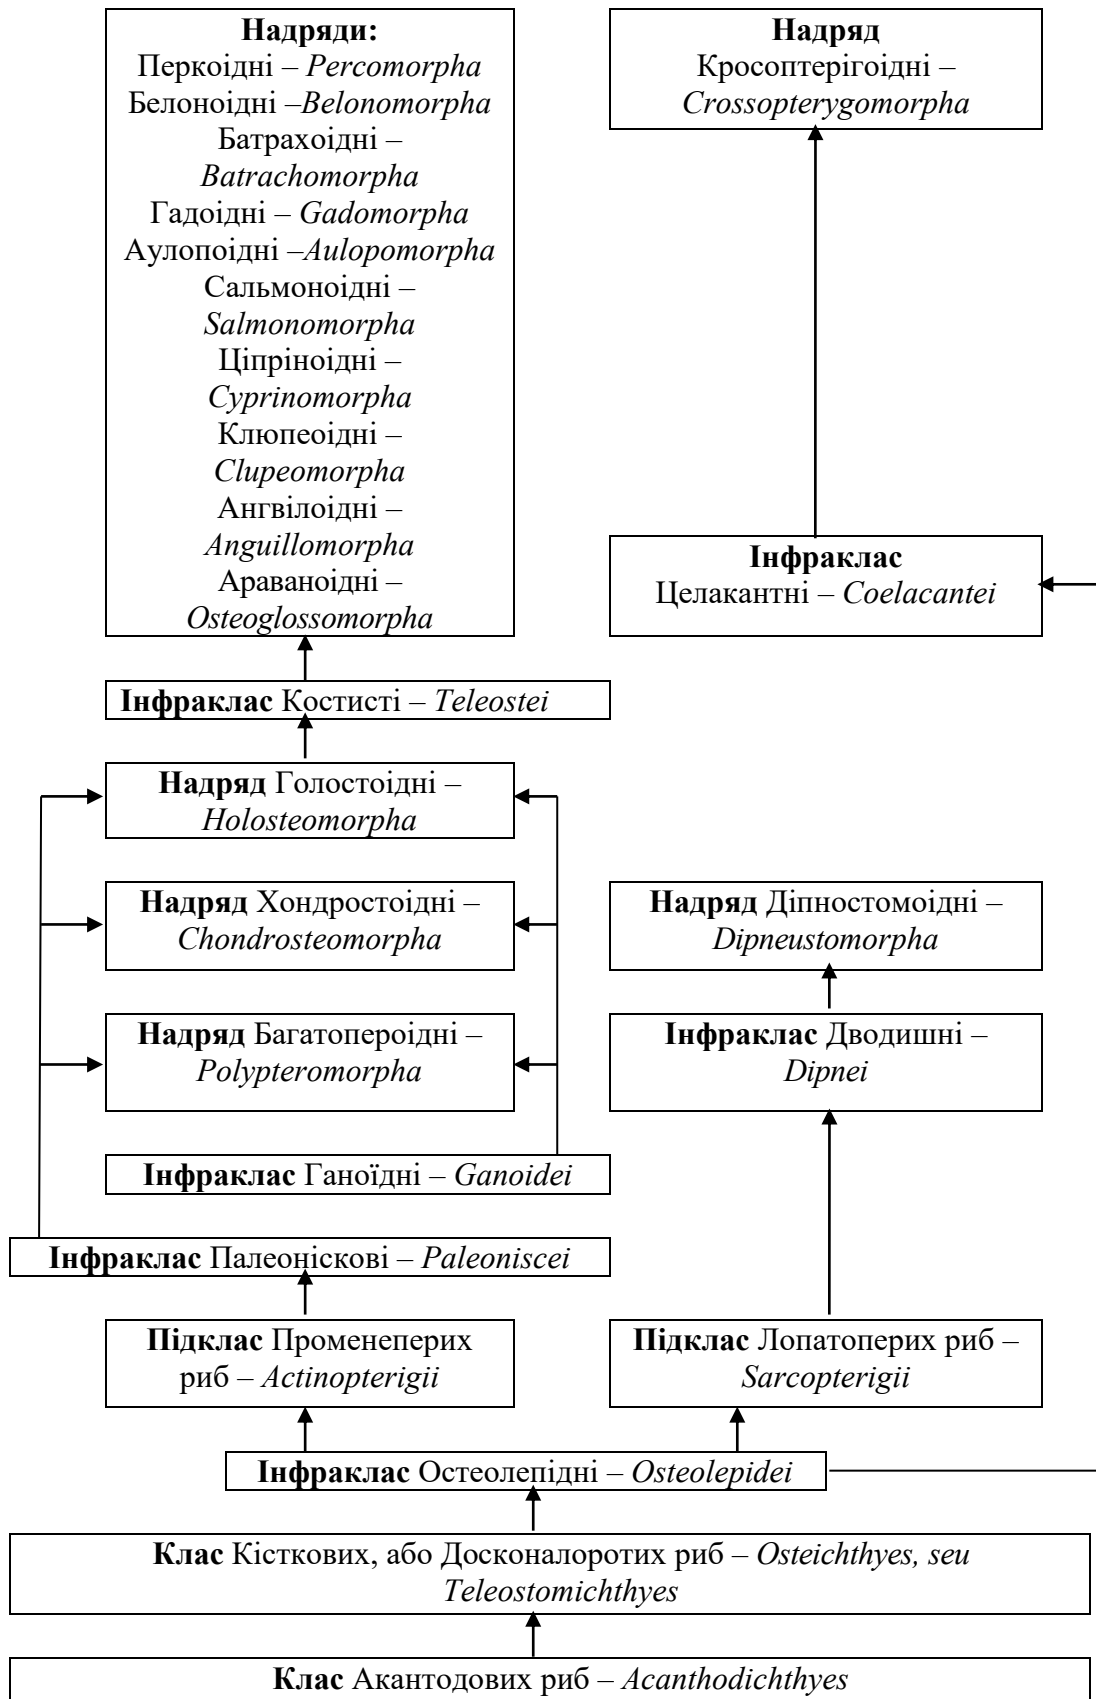 Надряди:
Перкоідні – Percomorpha
Белоноідні –Belonomorpha
Батрахоідні –
Batrachomorpha
Гадоідні – Gadomorpha
Аулопоідні –Aulopomorpha
Сальмоноідні –
Salmonomorpha
Ціпріноідні –
Cyprinomorpha
Клюпеоідні –
Clupeomorpha
Ангвілоідні –
Anguillomorpha
Араваноідні –
Osteoglossomorpha
Надряд
Кросоптерігоідні –
Crossopterygomorpha
Інфраклас
Целакантні – Coelacantei
Інфраклас Костисті – Teleostei
Надряд Голостоідні –
Holosteomorpha
Надряд Хондростоідні –
Chondrosteomorpha
Надряд Діпностомоідні –
Dipneustomorpha
Надряд Багатопероідні –
Polypteromorpha
Інфраклас Дводишні –
Dipnei
Інфраклас Ганоїдні – Ganoidei
Інфраклас Палеоніскові – Paleoniscei
Підклас Променеперих
риб – Actinopterigii
Підклас Лопатоперих риб –
Sarcopterigii
Інфраклас Остеолепідні – Osteolepidei
Клас Кісткових, або Досконалоротих риб – Osteichthyes, seu
Teleostomichthyes
Клас Акантодових риб – Acanthodichthyes